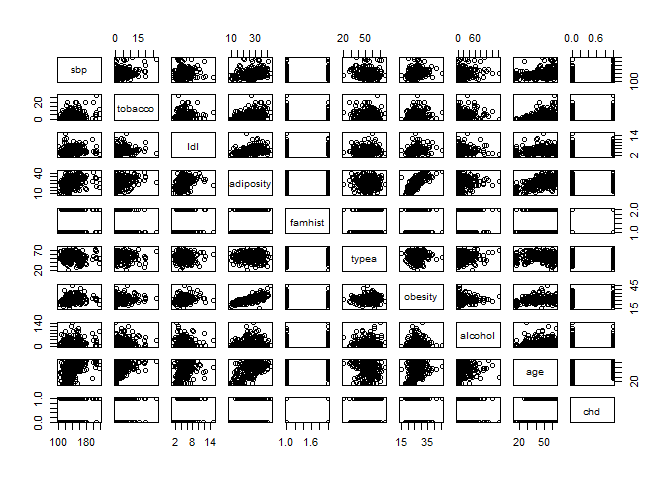 0 15 10 30 20 50 0 60 0.0 0.6
sbp 100
0 20 tobacco
ldl 2 14
10 40 adiposity
famhist 1.0 2.0
20 70 typea
obesity 15 45
0 140 alcohol
age 20
0.0 1.0 chd
100 180 2 8 14 1.0 1.6 15 35 20 50